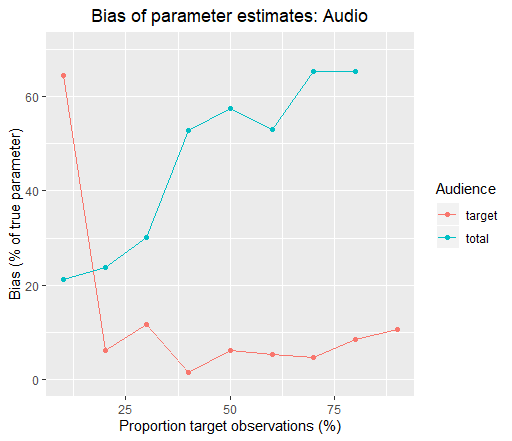 Bias of parameter estimates: Audio
Bias (% of true parameter)
60
40
20
0
25
50
75
Proportion target observations (%)
Audience
target
total